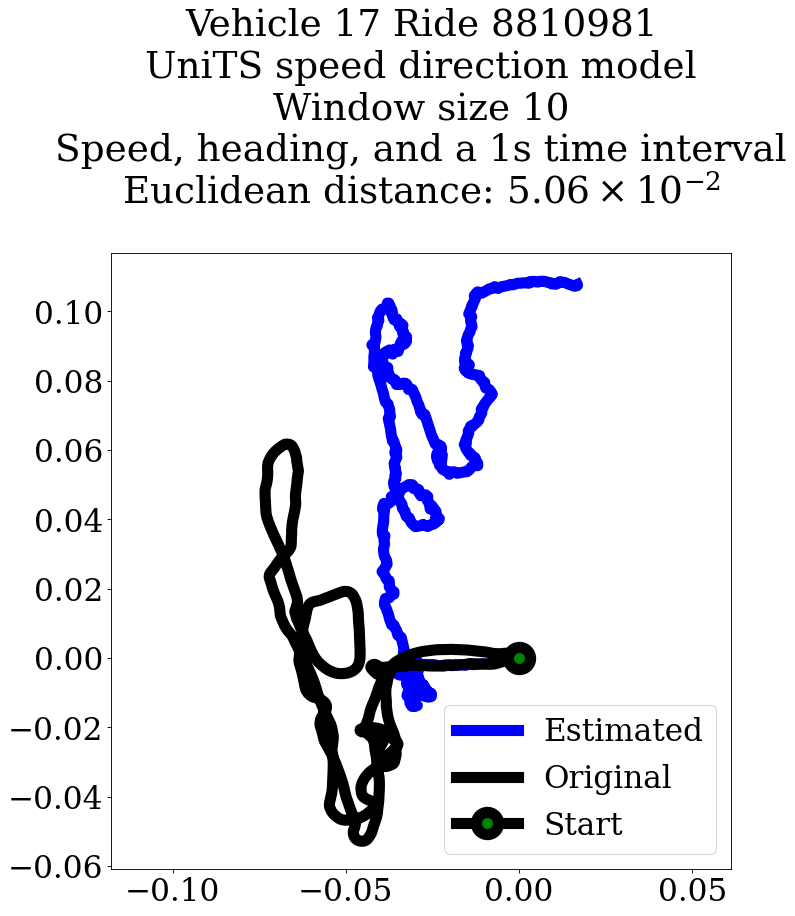 Vehicle 17 Ride 8810981
UniTS speed direction model
Window size 10
Speed, heading, and a 1s time interval
Euclidean distance: 5.06 × 10⁻²
0.10
0.08
0.06
0.04
0.02
0.00
−0.02
−0.04
−0.06
−0.10
−0.05
0.00
0.05
Estimated
Original
Start